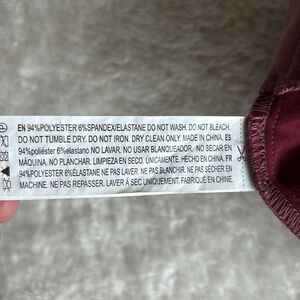 EN 94%POLYESTER 6%SPANDEX/ELASTANE DO NOT WASH. DO NOT BLEACH.
DO NOT TUMBLE DRY. DO NOT IRON. DRY CLEAN ONLY. MADE IN CHINA. ES
94%poliéster 6%elastano NO LAVAR. NO USAR BLANQUEADOR. NO SECAR EN
MÁQUINA. NO PLANCHAR. LIMPIEZA EN SECO, ÚNICAMENTE. HECHO EN CHINA. FR
94%POLYESTER 6%ÉLASTANE NE PAS LAVER. NE PAS BLANCHIR. NE PAS SÉCHER EN
MACHINE. NE PAS REPASSER. LAVER À SEC UNIQUEMENT. FABRIQUÉ EN CHINE.